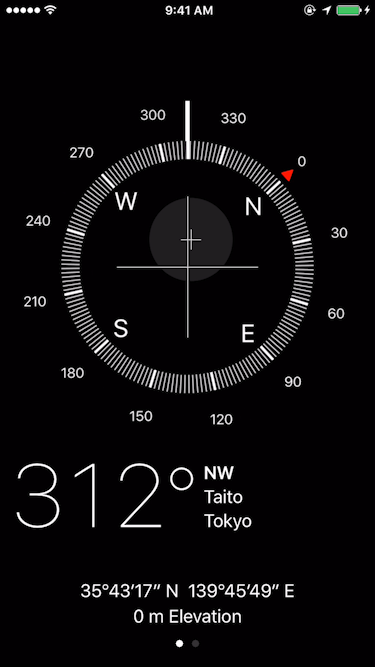 9:41 AM
300
330
270
0
W
N
240
30
210
60
S
E
180
90
150
120
312°
NW
Taito
Tokyo
35°43’17” N  139°45’49” E
0 m Elevation